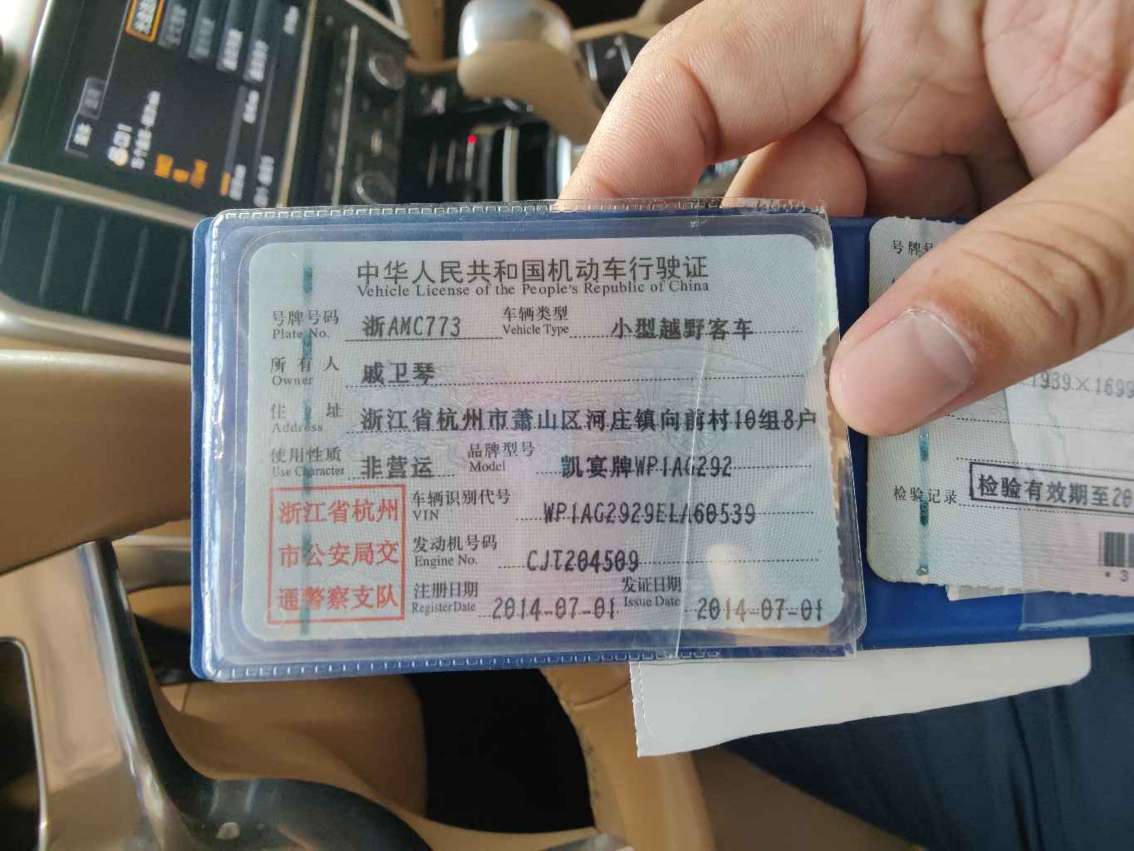 中华人民共和国机动车行驶证
Vehicle License of the People's Republic of China
号牌号码 浙AMC773 车辆类型 小型越野客车
Plate No. Vehicle Type
所有人 戚卫琴
Owner
住址 浙江省杭州市萧山区河庄镇向前村10组8户
Address
使用性质 非营运 品牌型号 凯宴牌WP1AG292
Use Character Model
浙江省杭州
市公安局交
通警察支队
车辆识别代号 WP1AG2929ELA60539
VIN
发动机号码 CJT204509
Engine No.
注册日期 2014-07-01 发证日期 2014-07-01
Register Date Issue Date
号牌号
1939×1699
检验记录 检验有效期至20